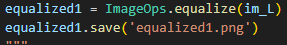 equalized1 = ImageOps.equalize(im_L)
equalized1.save('equalized1.png')
"""